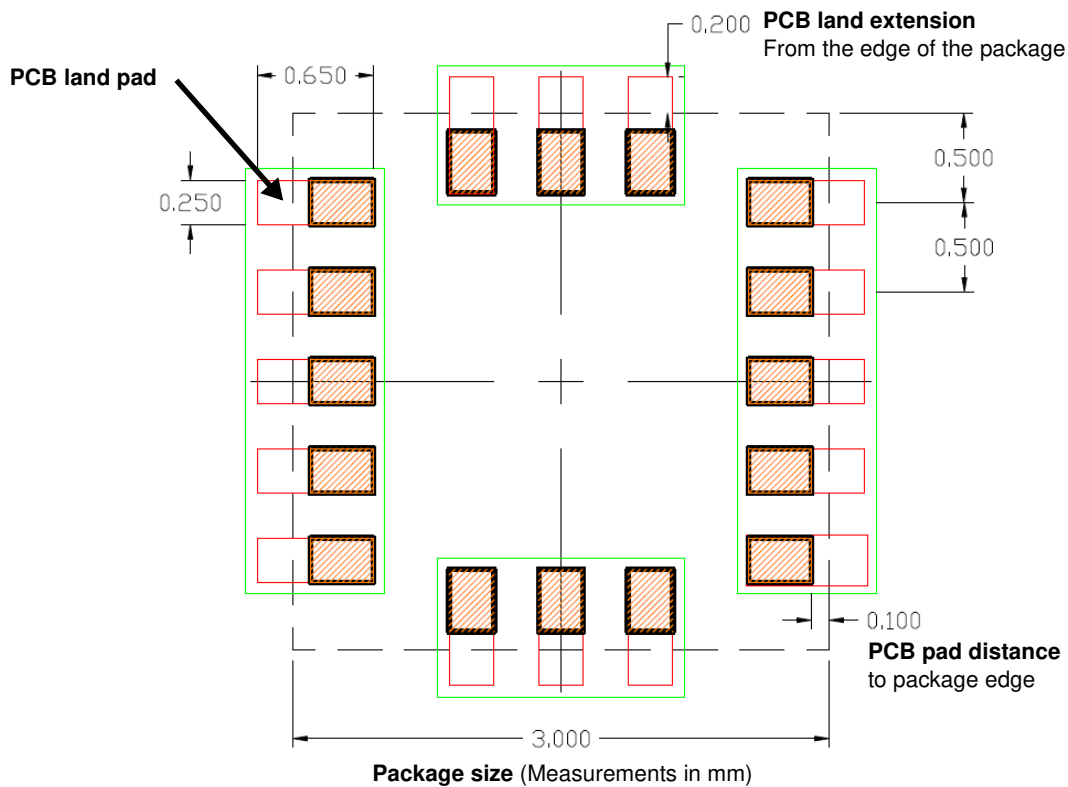 0.200
PCB land extension
From the edge of the package
PCB land pad
0.650
0.500
0.250
0.500
0.100
PCB pad distance
to package edge
3.000
Package size (Measurements in mm)